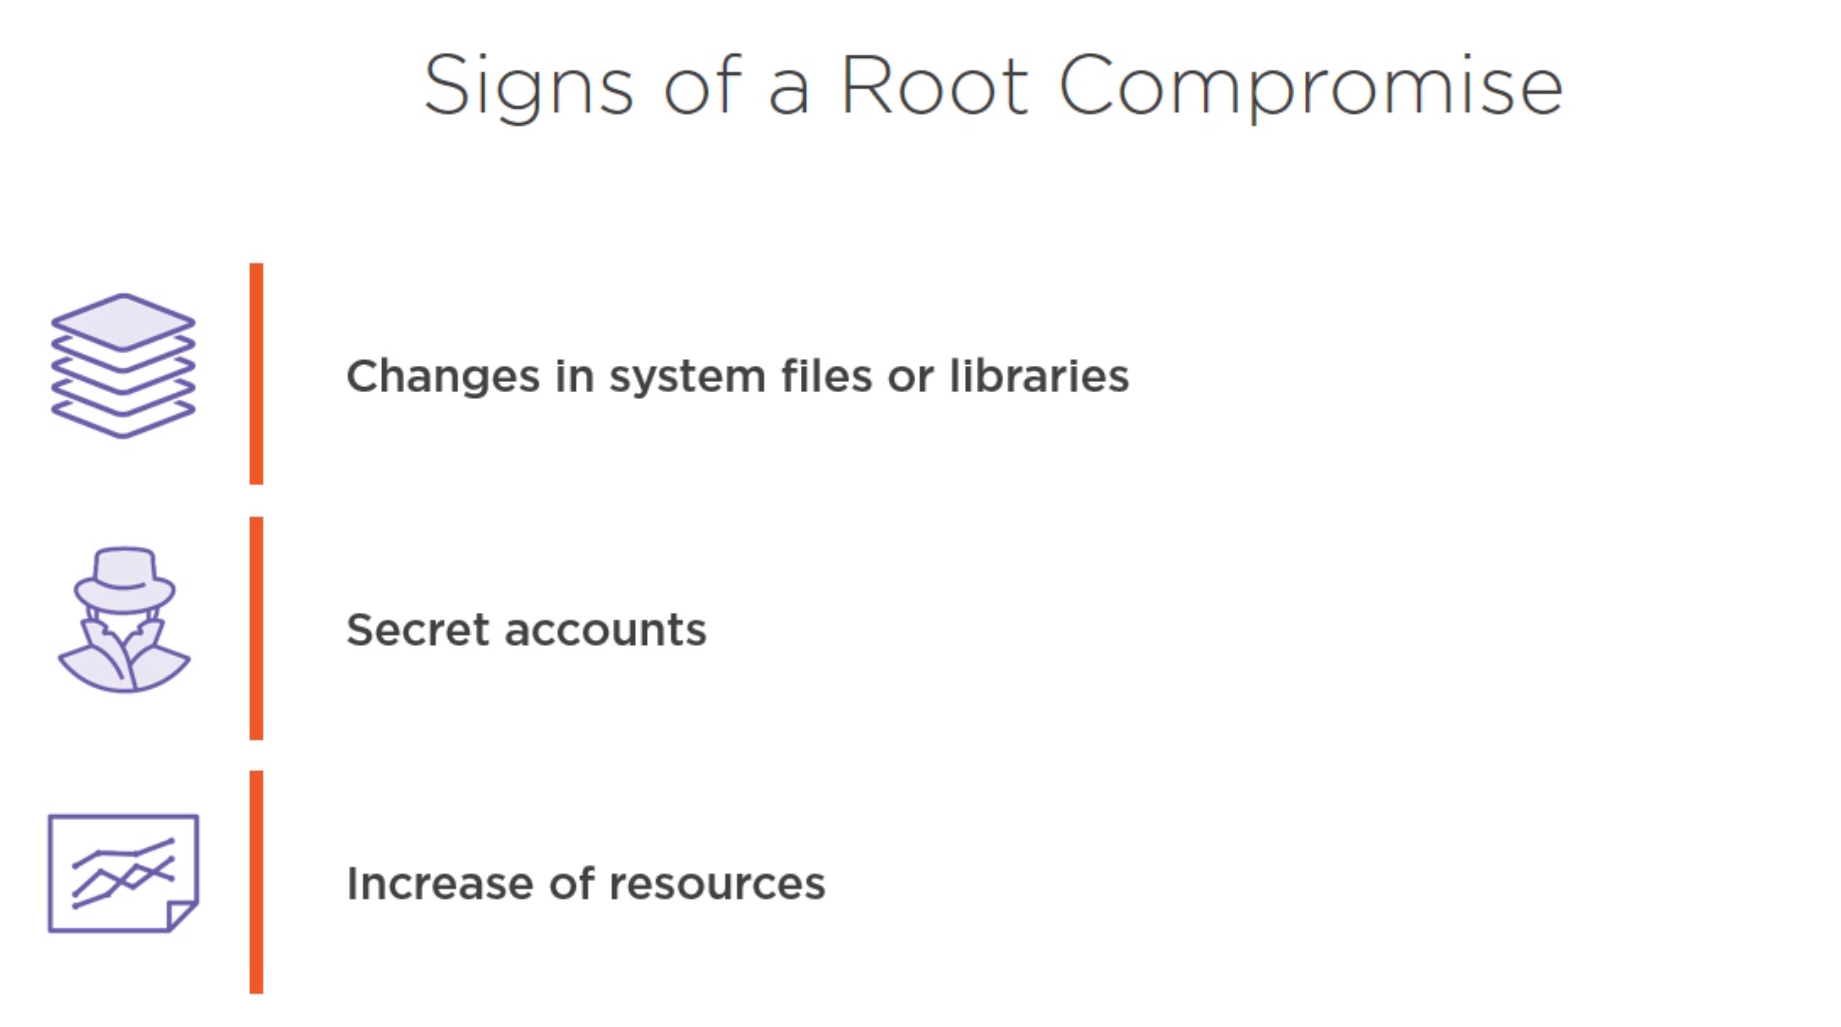 Signs of a Root Compromise
Changes in system files or libraries
Secret accounts
Increase of resources